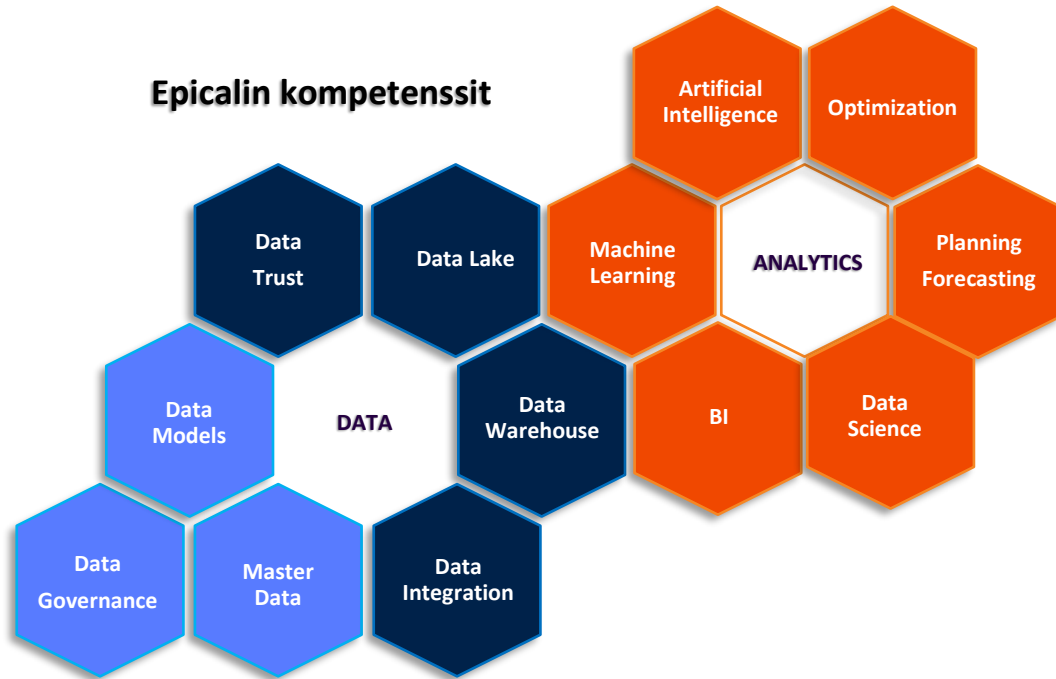 Epicalin kompetenssit
Artificial
Intelligence
Optimization
Data
Trust
Data Lake
Machine
Learning
ANALYTICS
Planning
Forecasting
Data
Models
DATA
Data
Warehouse
BI
Data
Science
Data
Governance
Master
Data
Data
Integration